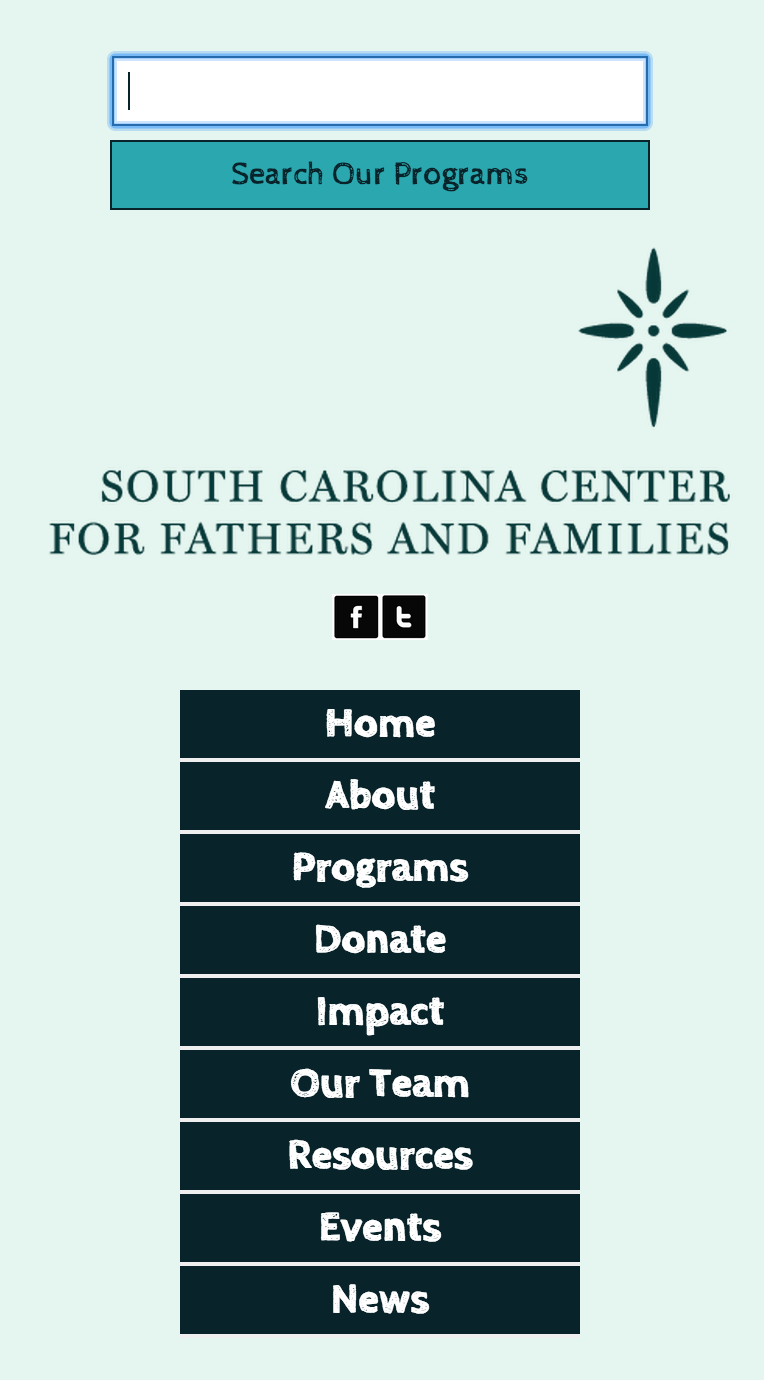 Search Our Programs
SOUTH CAROLINA CENTER
FOR FATHERS AND FAMILIES
f t
Home
About
Programs
Donate
Impact
Our Team
Resources
Events
News